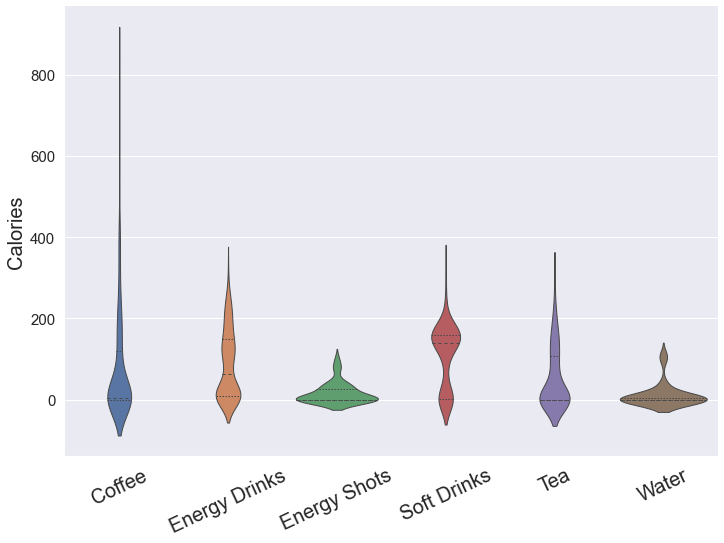 Calories
800
600
400
200
0
Coffee
Energy Drinks
Energy Shots
Soft Drinks
Tea
Water